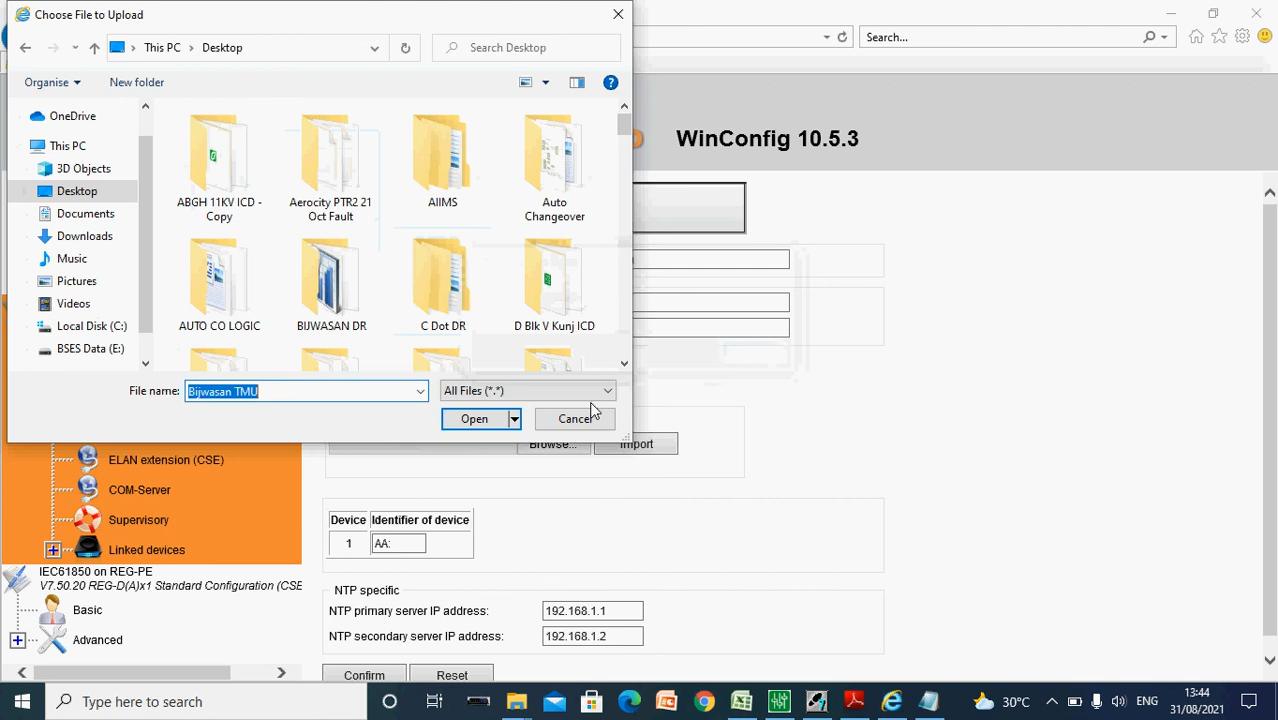 Choose File to Upload
This PC
Desktop
Search Desktop
Search...
Organise
New folder
OneDrive
This PC
3D Objects
Desktop
Documents
Downloads
Music
Pictures
Videos
Local Disk (C:)
BSES Data (E:)
ABGH 11KV ICD -
Copy
Aerocity PTR2 21
Oct Fault
AIIMS
Auto
Changeover
AUTO CO LOGIC
BIJWASAN DR
C Dot DR
D Blk V Kunj ICD
File name:
Bijwasan TMU
All Files (*.*)
Open
Cancel
WinConfig 10.5.3
Browse...
Import
ELAN extension (CSE)
COM-Server
Supervisory
Linked devices
IEC61850 on REG-PE
V7.50.20 REG-D(A)x1 Standard Configuration (CSE
Basic
Advanced
Device
Identifier of device
1
AA:
NTP specific
NTP primary server IP address:
192.168.1.1
NTP secondary server IP address:
192.168.1.2
Confirm
Reset
Type here to search
30°C
ENG
13:44
31/08/2021